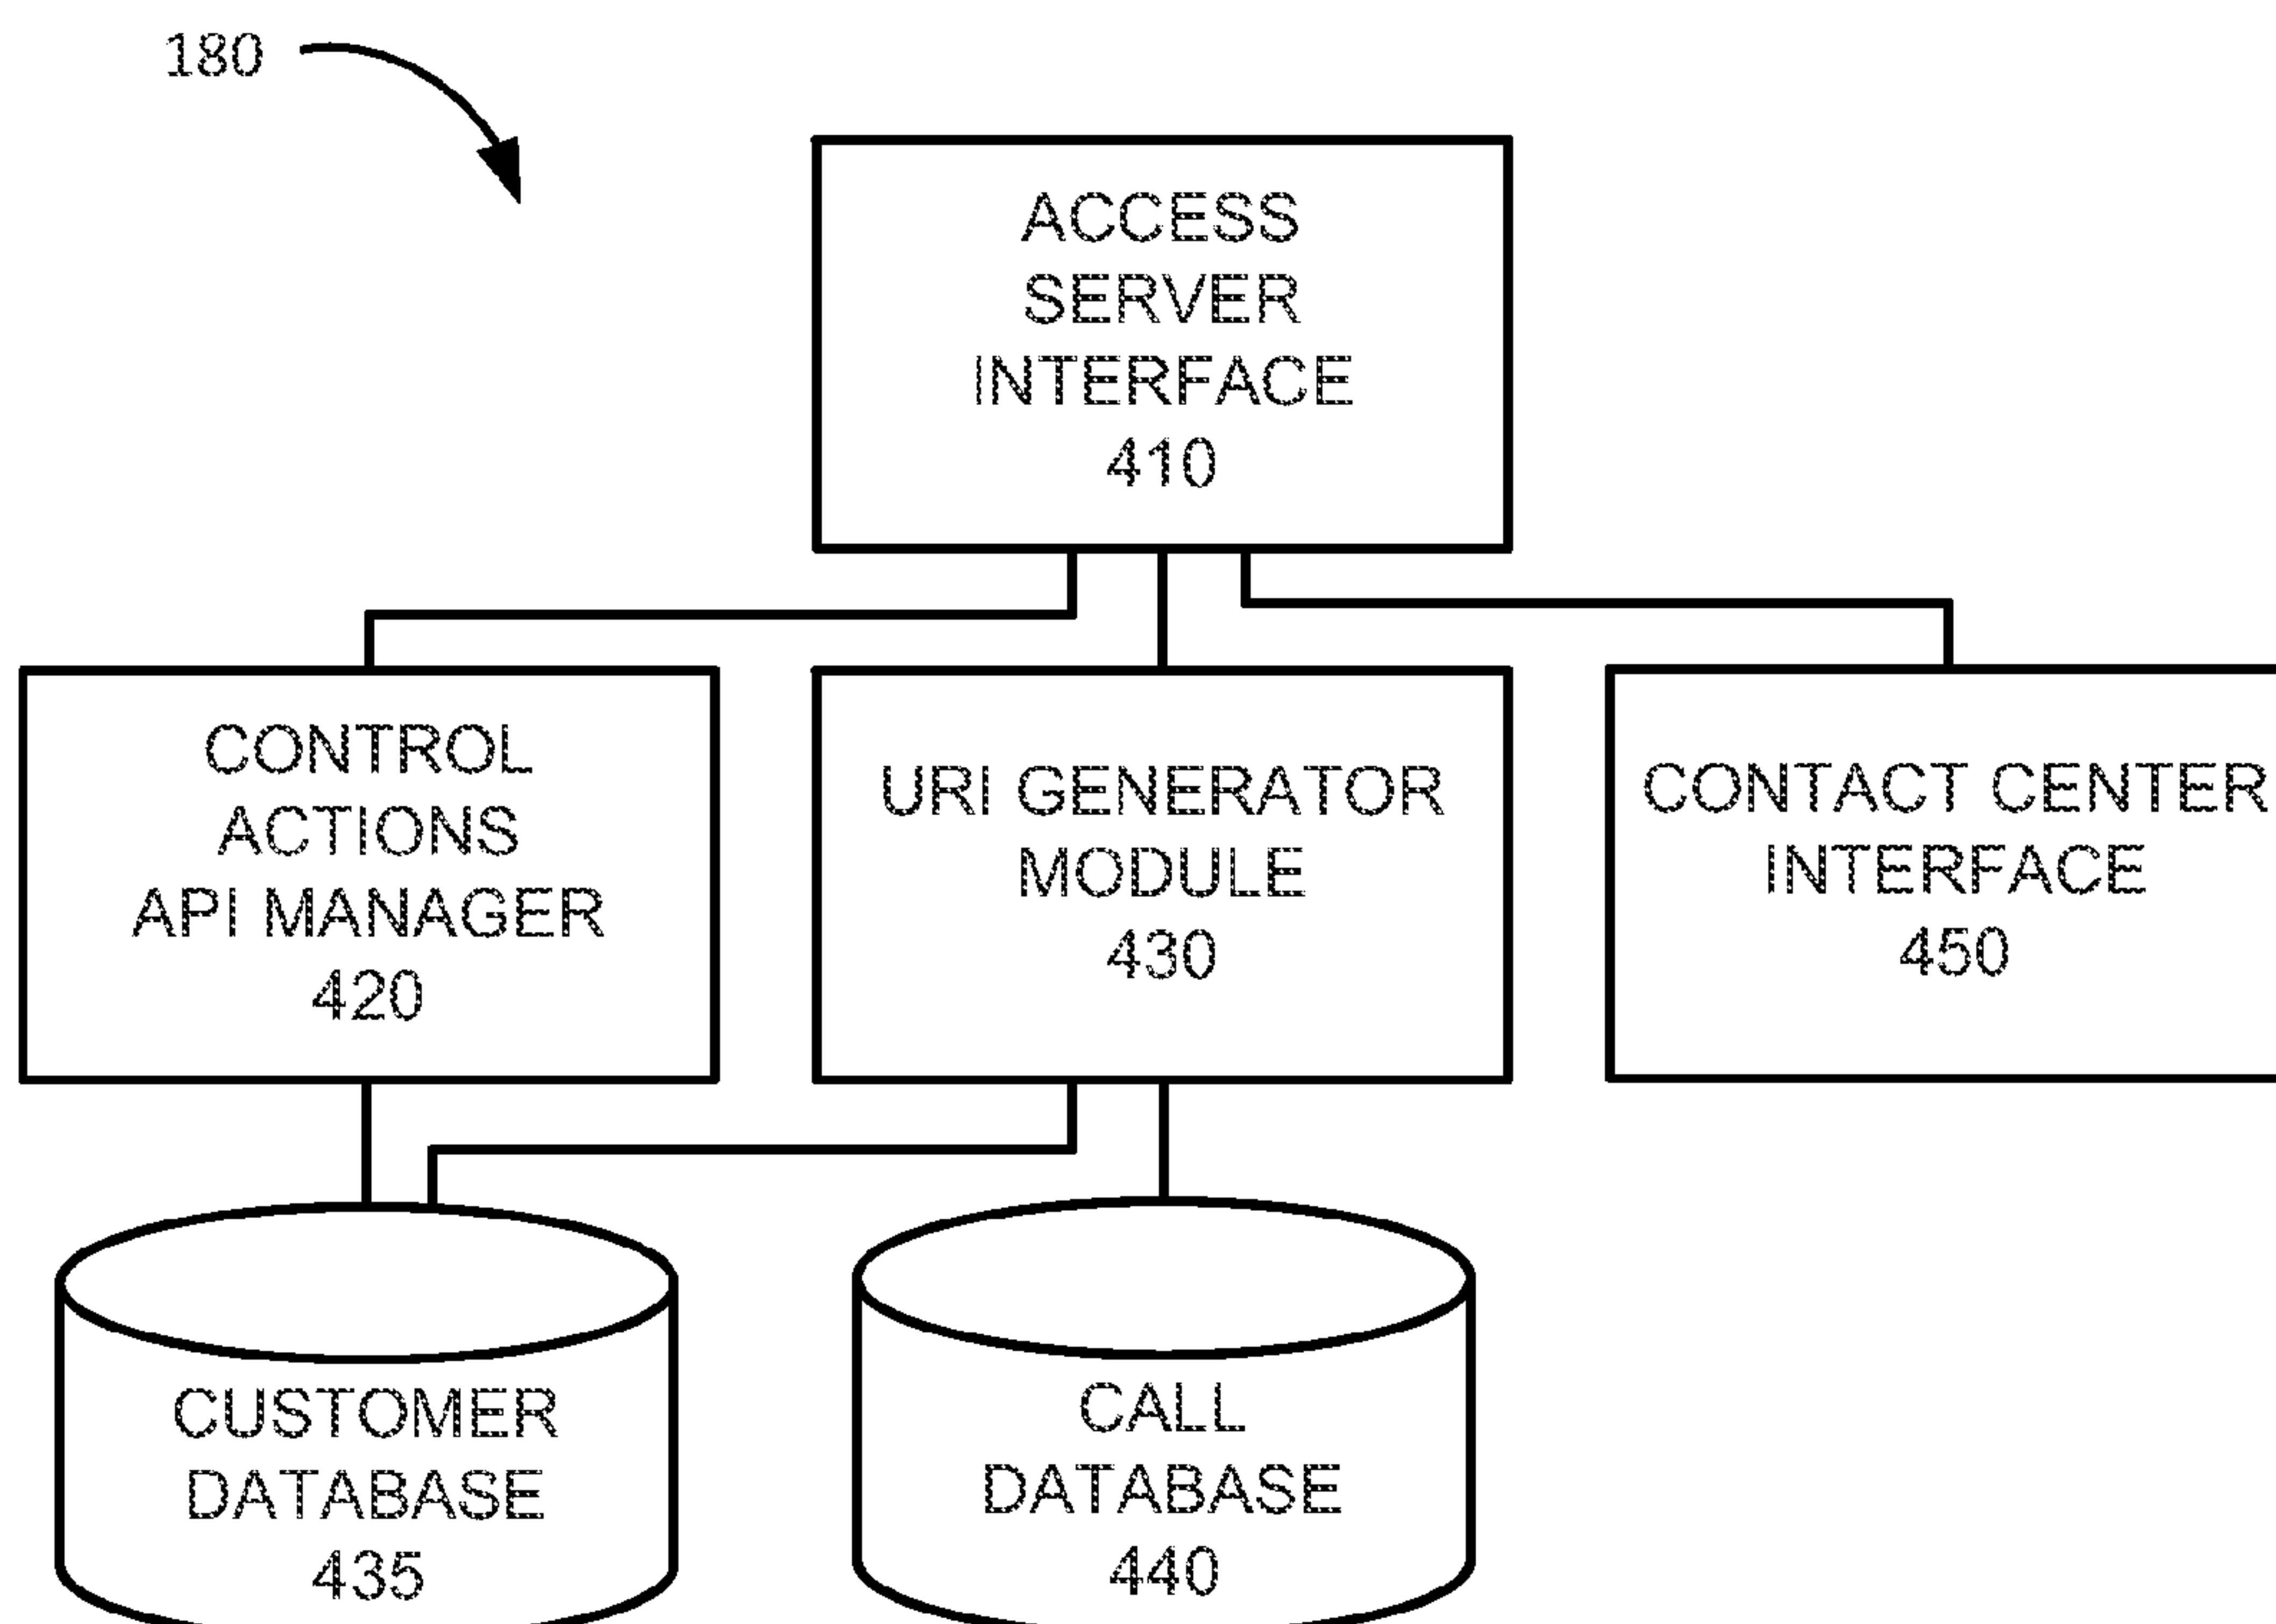 180
ACCESS
SERVER
INTERFACE
410
CONTROL
ACTIONS
API MANAGER
420
URI GENERATOR
MODULE
430
CONTACT CENTER
INTERFACE
450
CUSTOMER
DATABASE
435
CALL
DATABASE
440